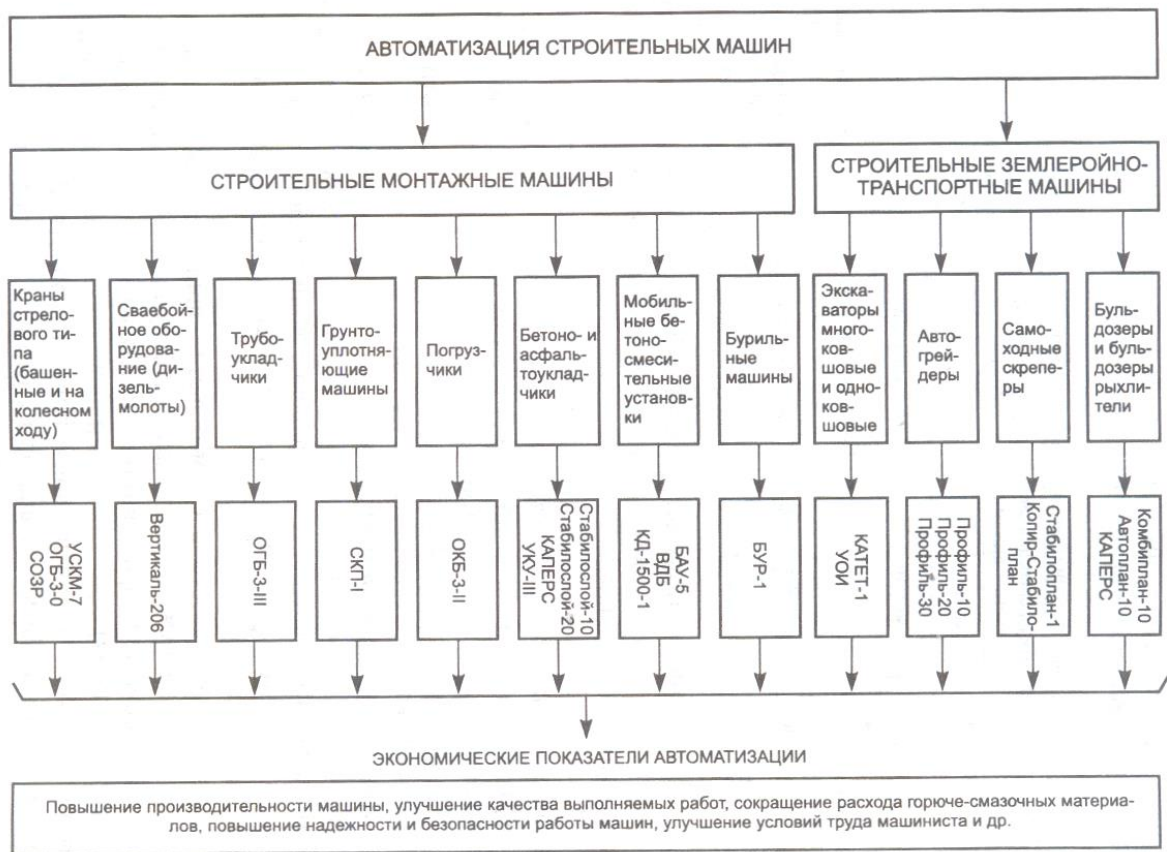 АВТОМАТИЗАЦИЯ СТРОИТЕЛЬНЫХ МАШИН
СТРОИТЕЛЬНЫЕ МОНТАЖНЫЕ МАШИНЫ
СТРОИТЕЛЬНЫЕ ЗЕМЛЕРОЙНО-
ТРАНСПОРТНЫЕ МАШИНЫ
Краны
стрелов-
ого ти-
па
(башен-
ные и на
колесном
ходу)
Сваебой-
ное обо-
рудова-
ние (ди-
зель-
молоты)
Трубо-
уклад-
чики
Грунто-
уплотня-
ющие
машины
Погруз-
чики
Бетоно- и
асфаль-
тоуклад-
чики
Мобиль-
ные бе-
тоно-
смеси-
тельные
установ-
ки
Буриль-
ные
машины
Экска-
ваторы
много-
ков-
шовые
и одно-
ков-
шовые
Авто-
грей-
деры
Само-
ходные
скрепе-
ры
Буль-
дозеры
и буль-
дозеры
рыхли-
тели
УСКМ-7
ОГБ-3-0
СОЗР
Вертикаль-206
ОГБ-3-III
СКП-I
ОКБ-3-II
Стабилослой-10
Стабилослой-20
КАПЕРС
УКУ-III
БАУ-5
ВДБ
КД-1500-1
БУР-1
КАТЕТ-1
УОИ
Профиль-10
Профиль-20
Профиль-30
Стабилоплан-1
Копир-Стабило-
план
Комбиплан-10
Автоплан-10
КАПЕРС
ЭКОНОМИЧЕСКИЕ ПОКАЗАТЕЛИ АВТОМАТИЗАЦИИ
Повышение производительности машины, улучшение качества выполняемых работ, сокращение расхода горюче-смазочных материа-
лов, повышение надежности и безопасности работы машин, улучшение условий труда машиниста и др.